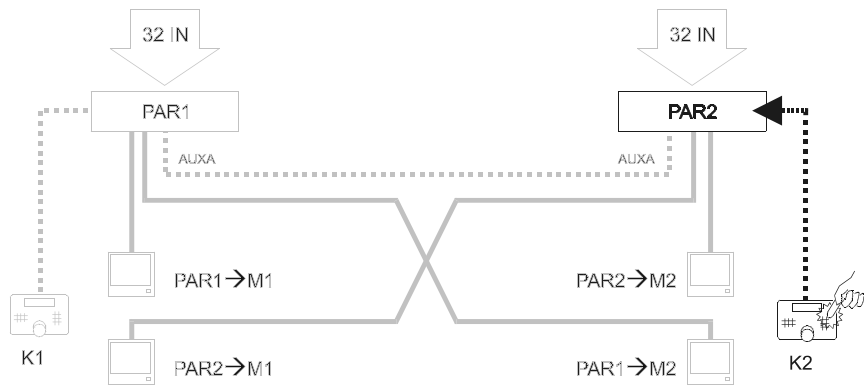 32 IN 32 IN
PAR1 PAR2
AUXA AUXA
PAR1→M1 PAR2→M2
K1 K2
PAR2→M1 PAR1→M2